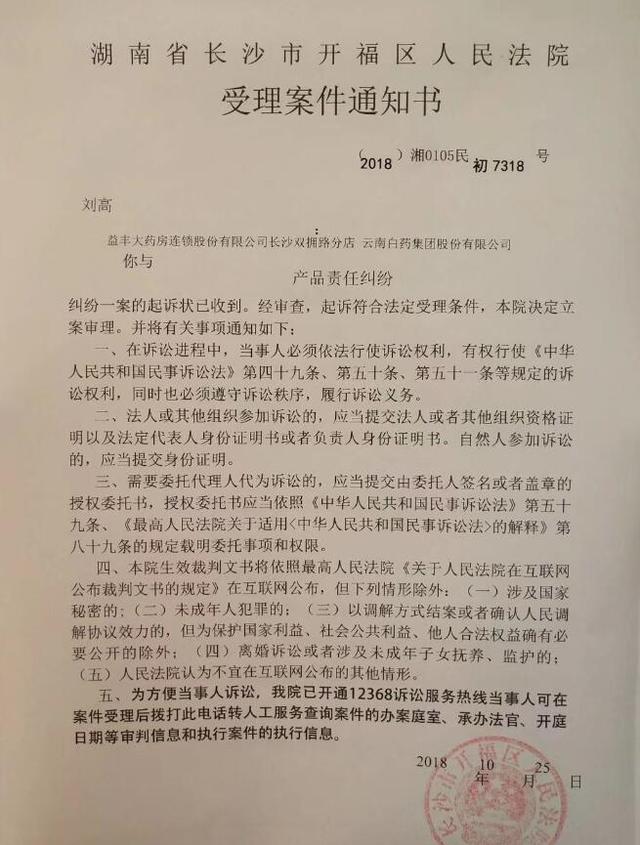 湖南省长沙市开福区人民法院
受理案件通知书
（2018）湘0105民初7318 号
刘高
：
益丰大药房连锁股份有限公司长沙双拥路分店 云南白药集团股份有限公司
你与
产品责任纠纷
纠纷一案的起诉状已收到。经审查，起诉符合法定受理条件，本院决定立
案审理。并将有关事项通知如下：
一、在诉讼进程中，当事人必须依法行使诉讼权利，有权行使《中华
人民共和国民事诉讼法》第四十九条、第五十条、第五十一条等规定的诉
讼权利，同时也必须遵守诉讼秩序，履行诉讼义务。
二、法人或其他组织参加诉讼的，应当提交法人或者其他组织资格证
明以及法定代表人身份证明书或者负责人身份证明书。自然人参加诉讼
的，应当提交身份证明。
三、需要委托代理人代为诉讼的，应当提交由委托人签名或者盖章的
授权委托书，授权委托书应当依照《中华人民共和国民事诉讼法》第五十
九条、《最高人民法院关于适用<中华人民共和国民事诉讼法>的解释》第
八十九条的规定载明委托事项和权限。
四、本院生效裁判文书将依照最高人民法院《关于人民法院在互联网
公布裁判文书的规定》在互联网公布，但下列情形除外：（一）涉及国家
秘密的;（二）未成年人犯罪的；（三）以调解方式结案或者确认人民调
解协议效力的，但为保护国家利益、社会公共利益、他人合法权益确有必
要公开的除外；（四）离婚诉讼或者涉及未成年子女抚养、监护的；
（五）人民法院认为不宜在互联网公布的其他情形。
五、为方便当事人诉讼，我院已开通12368诉讼服务热线当事人可在
案件受理后拨打此电话转人工服务查询案件的办案庭室、承办法官、开庭
日期等审判信息和执行案件的执行信息。
2018 年 10 月 25 日
长沙市开福区人民法院